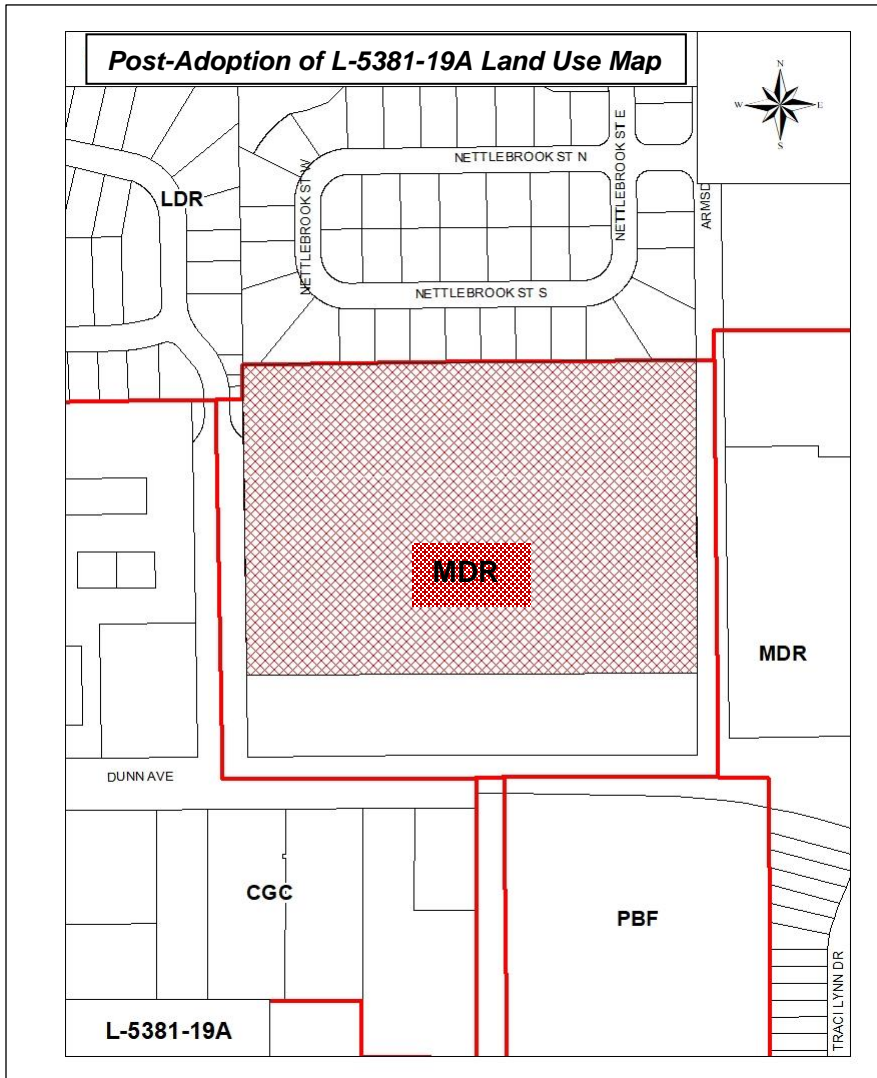 Post-Adoption of L-5381-19A Land Use Map
N
W
E
S
NETTLEBROOK ST N
NETTLEBROOK ST E
NETTLEBROOK ST W
ARMSD
LDR
NETTLEBROOK ST S
MDR
MDR
DUNN AVE
CGC
PBF
TRACI LYNN DR
L-5381-19A